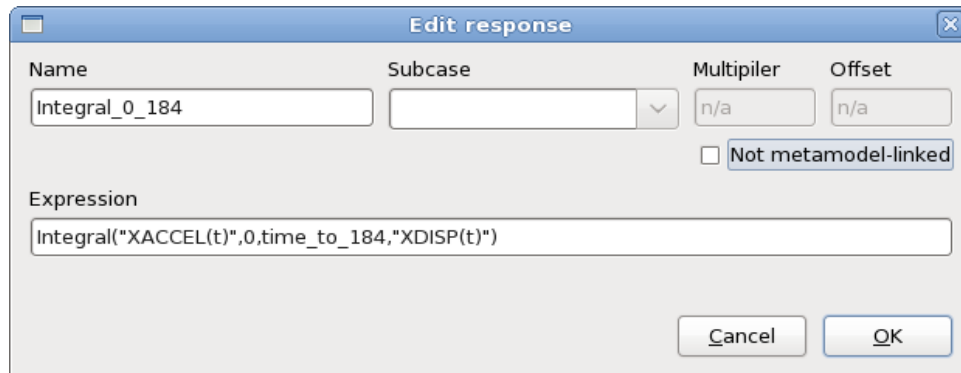 Edit response
Name Subcase Multipiler Offset
Integral_0_184 n/a n/a
Not metamodel-linked
Expression
Integral("XACCEL(t)",0,time_to_184,"XDISP(t)")
Cancel OK